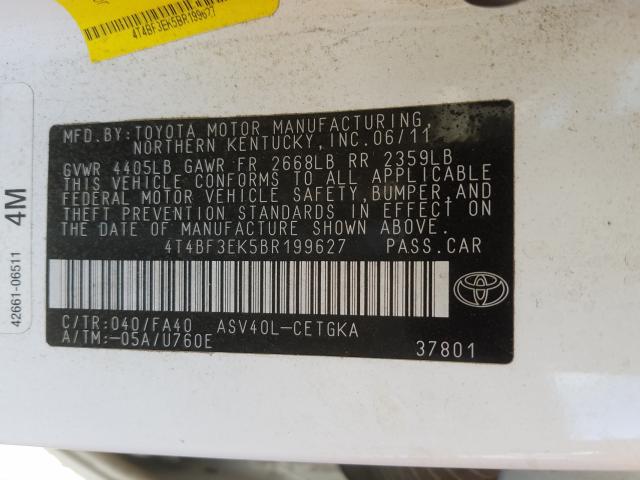 4T4BF3EK5BR199627
MFD.BY:TOYOTA MOTOR MANUFACTURING,
NORTHERN KENTUCKY, INC.06/11
GVWR 4405LB GAWR FR 2668LB RR 2359LB
THIS VEHICLE CONFORMS TO ALL APPLICABLE
FEDERAL MOTOR VEHICLE SAFETY,BUMPER,AND
THEFT PREVENTION STANDARDS IN EFFECT ON
THE DATE OF MANUFACTURE SHOWN ABOVE.
4T4BF3EK5BR199627 PASS.CAR
C/TR:040/FA40 ASV40L-CETGKA
A/TM:-05A/U760E 37801
4M
42661-06511